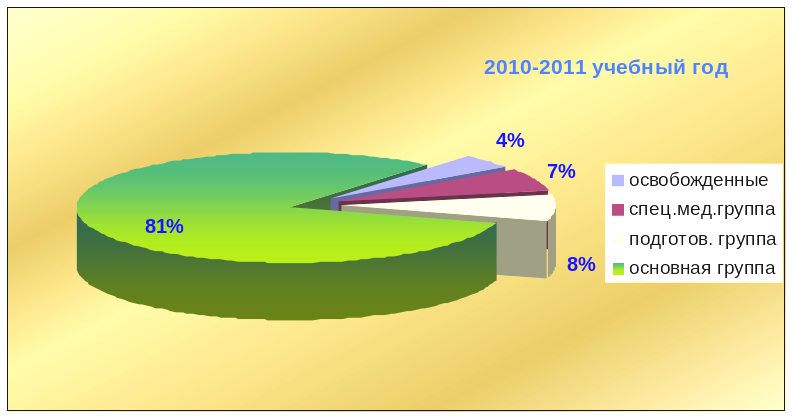 2010-2011 учебный год
4%
7%
81%
8%
освобожденные
спец.мед.группа
подготов. группа
основная группа